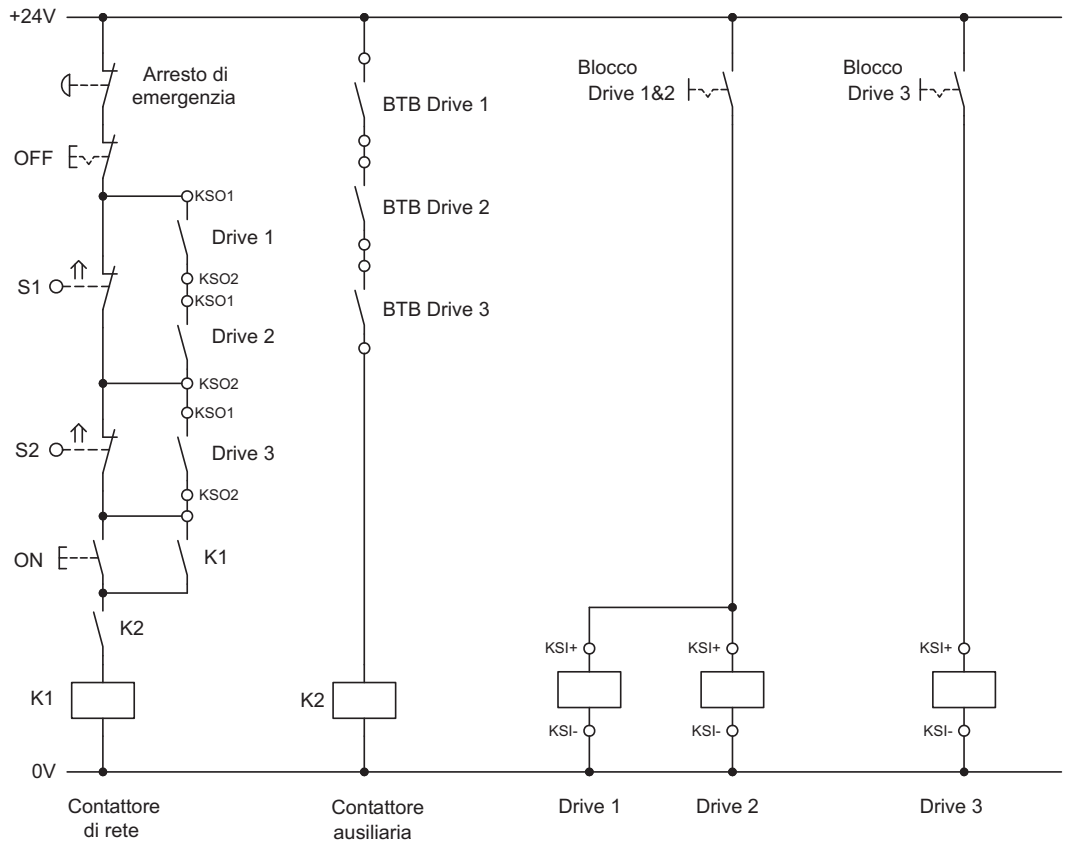 +24V
Arresto di
emergenzia
OFF
KSO1
Drive 1
S1
KSO2
KSO1
Drive 2
KSO2
KSO1
S2
Drive 3
KSO2
ON
K1
K2
K1
0V
Contattore
di rete
BTB Drive 1
BTB Drive 2
BTB Drive 3
K2
Contattore
ausiliaria
Blocco
Drive 1&2
KSI+
KSI-
Drive 1
KSI+
KSI-
Drive 2
Blocco
Drive 3
KSI+
KSI-
Drive 3